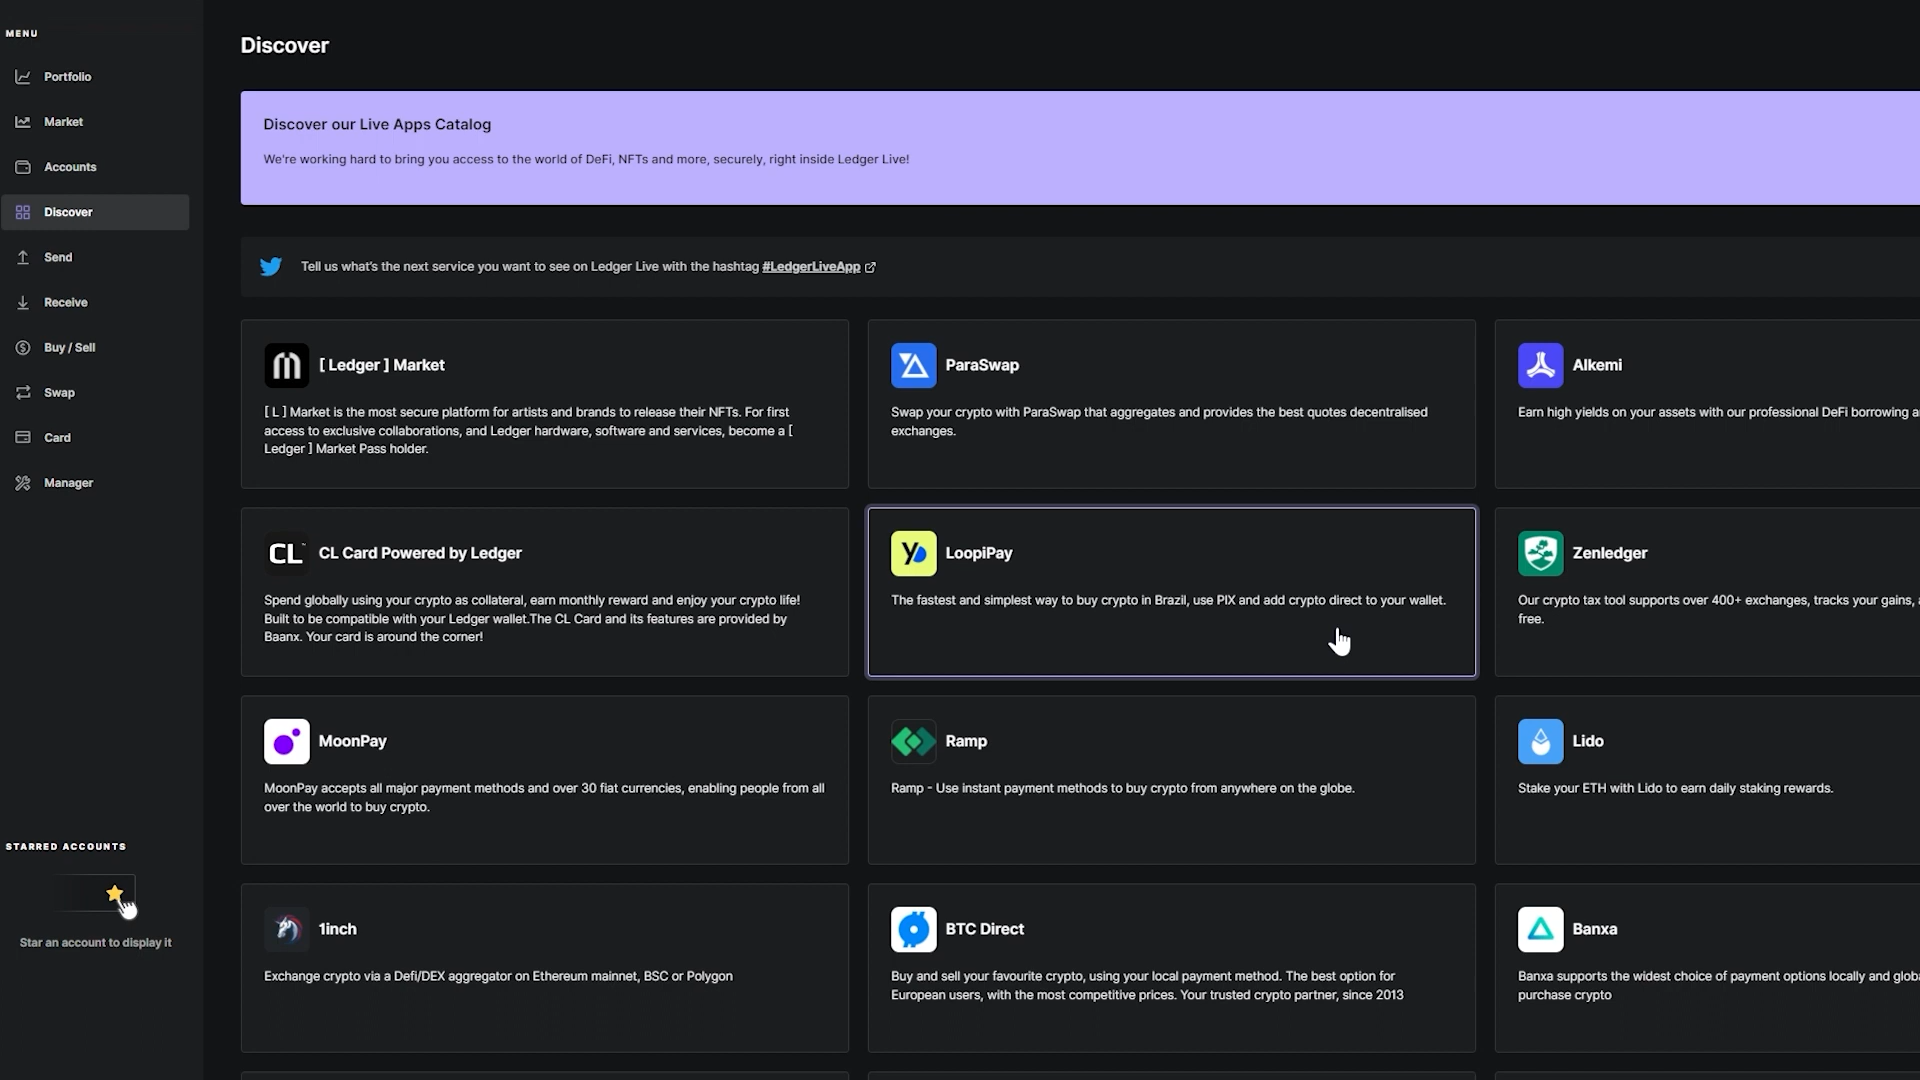 MENU
Portfolio
Market
Accounts
Discover
Send
Receive
Buy / Sell
Swap
Card
Manager
STARRED ACCOUNTS
Star an account to display it
Discover
Discover our Live Apps Catalog
We're working hard to bring you access to the world of DeFi, NFTs and more, securely, right inside Ledger Live!
Tell us what's the next service you want to see on Ledger Live with the hashtag #LedgerLiveApp
[ Ledger ] Market
[ L ] Market is the most secure platform for artists and brands to release their NFTs. For first
access to exclusive collaborations, and Ledger hardware, software and services, become a [
Ledger ] Market Pass holder.
ParaSwap
Swap your crypto with ParaSwap that aggregates and provides the best quotes decentralised
exchanges.
Alkemi
Earn high yields on your assets with our professional DeFi borrowing
CL
CL Card Powered by Ledger
Spend globally using your crypto as collateral, earn monthly reward and enjoy your crypto life!
Built to be compatible with your Ledger wallet.The CL Card and its features are provided by
Baanx. Your card is around the corner!
LoopiPay
The fastest and simplest way to buy crypto in Brazil, use PIX and add crypto direct to your wallet.
Zenledger
Our crypto tax tool supports over 400+ exchanges, tracks your gains,
free.
MoonPay
MoonPay accepts all major payment methods and over 30 fiat currencies, enabling people from all
over the world to buy crypto.
Ramp
Ramp - Use instant payment methods to buy crypto from anywhere on the globe.
Lido
Stake your ETH with Lido to earn daily staking rewards.
1inch
Exchange crypto via a Defi/DEX aggregator on Ethereum mainnet, BSC or Polygon
BTC Direct
Buy and sell your favourite crypto, using your local payment method. The best option for
European users, with the most competitive prices. Your trusted crypto partner, since 2013
Banxa
Banxa supports the widest choice of payment options locally and
purchase crypto